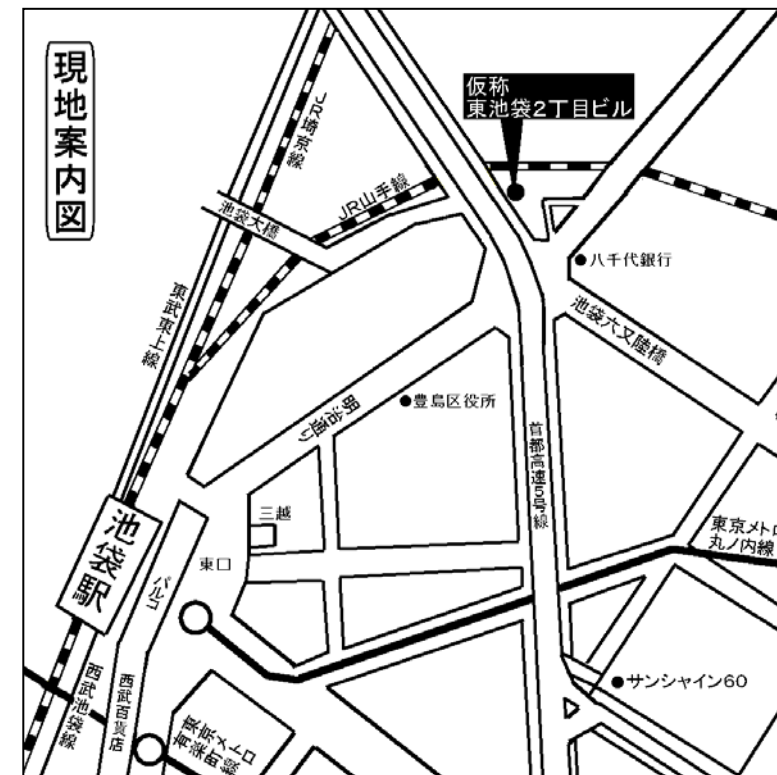 現地案内図
仮称
東池袋2丁目ビル
JR埼京線
JR山手線
池袋大橋
八千代銀行
東武東上線
池袋六又陸橋
豊島区役所
明治通り
首都高速5号線
三越
東京メトロ
丸ノ内線
池袋駅
東口
パルコ
サンシャイン60
西武池袋線
西武百貨店
東京メトロ
有楽町線